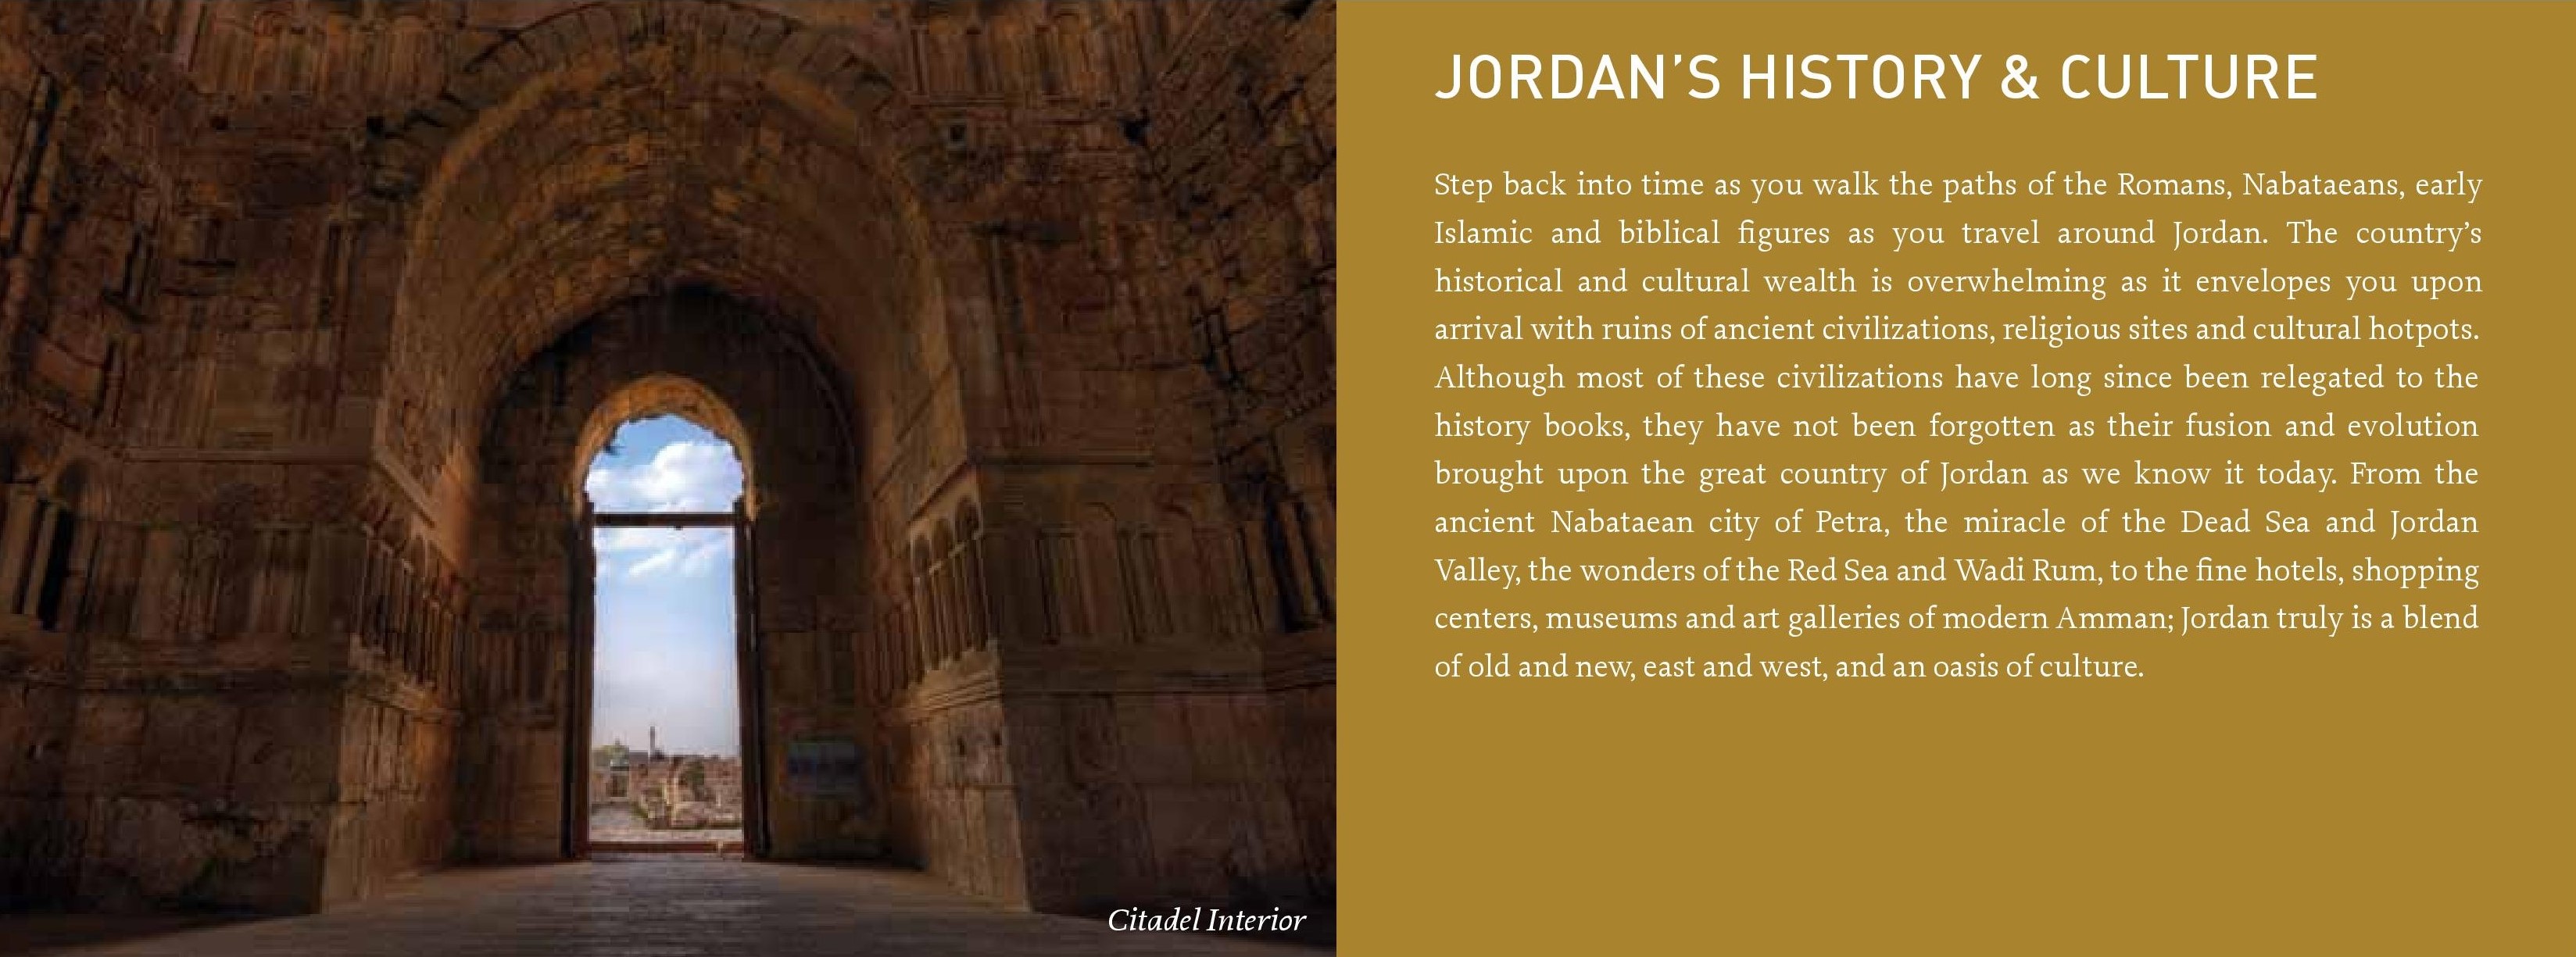 JORDAN’S HISTORY & CULTURE
Step back into time as you walk the paths of the Romans, Nabataeans, early
Islamic and biblical figures as you travel around Jordan. The country’s
historical and cultural wealth is overwhelming as it envelopes you upon
arrival with ruins of ancient civilizations, religious sites and cultural hotpots.
Although most of these civilizations have long since been relegated to the
history books, they have not been forgotten as their fusion and evolution
brought upon the great country of Jordan as we know it today. From the
ancient Nabataean city of Petra, the miracle of the Dead Sea and Jordan
Valley, the wonders of the Red Sea and Wadi Rum, to the fine hotels, shopping
centers, museums and art galleries of modern Amman; Jordan truly is a blend
of old and new, east and west, and an oasis of culture.
Citadel Interior